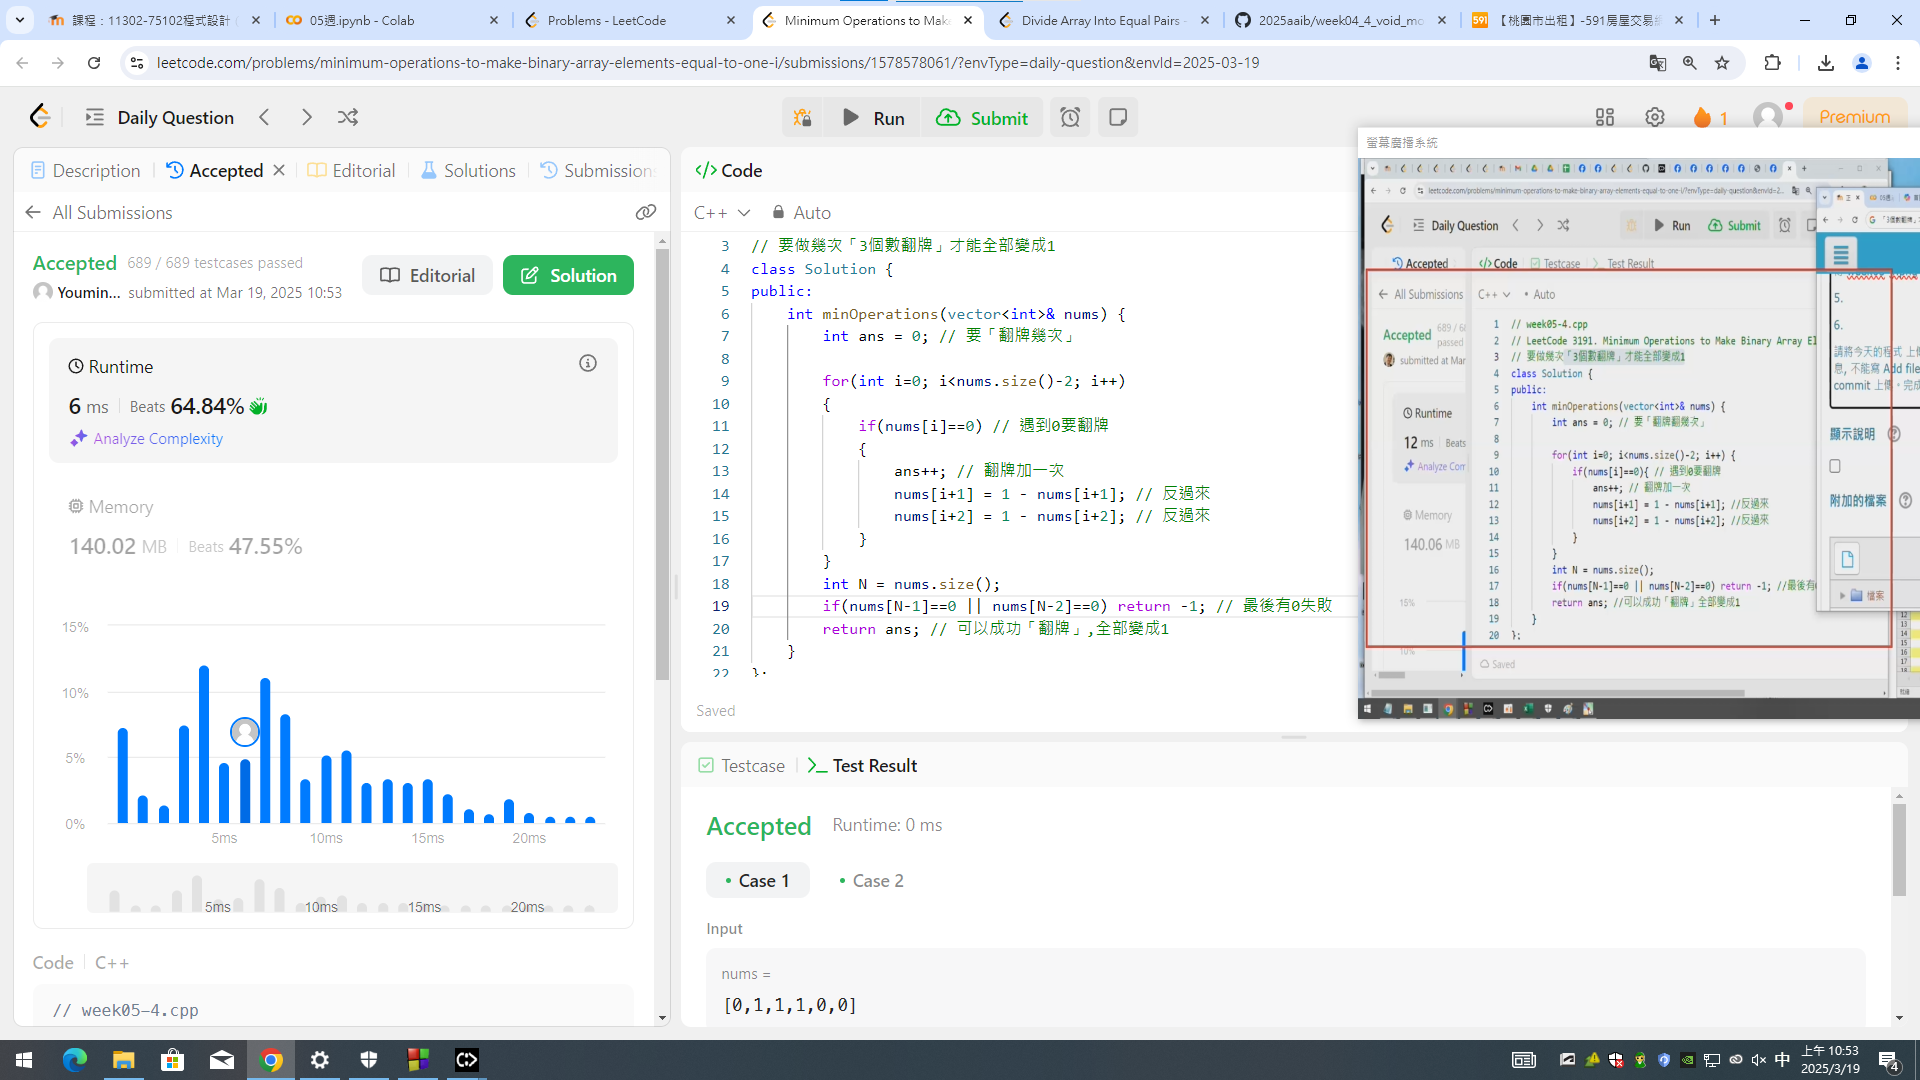 課程：11302-75102程式設計
05週.ipynb - Colab
Problems - LeetCode
Minimum Operations to Make
Divide Array Into Equal Pairs -
2025aaib/week04_4_void_mo
【桃園市出租】-591房屋交易
leetcode.com/problems/minimum-operations-to-make-binary-array-elements-equal-to-one-i/submissions/1578578061/?envType=daily-question&envId=2025-03-19
Daily Question
Run
Submit
1
Premium
Description
Accepted
Editorial
Solutions
Submissions
All Submissions
Accepted 689 / 689 testcases passed
Youmin... submitted at Mar 19, 2025 10:53
Editorial
Solution
Runtime
6 ms
Beats 64.84%
Analyze Complexity
Memory
140.02 MB
Beats 47.55%
15%
10%
5%
0%
5ms 10ms 15ms 20ms
5ms 10ms 15ms 20ms
Code
C++
// week05-4.cpp
</> Code
C++
Auto
3 // 要做幾次「3個數翻牌」才能全部變成1
4 class Solution {
5 public:
6 int minOperations(vector<int>& nums) {
7 int ans = 0; // 要「翻牌幾次」
8
9 for(int i=0; i<nums.size()-2; i++)
10 {
11 if(nums[i]==0) // 遇到0要翻牌
12 {
13 ans++; // 翻牌加一次
14 nums[i+1] = 1 - nums[i+1]; // 反過來
15 nums[i+2] = 1 - nums[i+2]; // 反過來
16 }
17 }
18 int N = nums.size();
19 if(nums[N-1]==0 || nums[N-2]==0) return -1; // 最後有0失敗
20 return ans; // 可以成功「翻牌」,全部變成1
21 }
22 };
Saved
Testcase
Test Result
Accepted Runtime: 0 ms
Case 1
Case 2
Input
nums =
[0,1,1,1,0,0]
螢幕廣播系統
leetcode.com/problems/minimum-operations-to-make-binary-array-elements-equal-to-one-i/?envType=daily-question&envId=2...
Daily Question
Run
Submit
Accepted
</> Code
Testcase
Test Result
All Submissions
C++
Auto
Accepted
689 / 6
passed
submitted at Mar
Runtime
12 ms
Beats
Analyze Com
Memory
140.06 MB
15%
10%
1 // week05-4.cpp
2 // LeetCode 3191. Minimum Operations to Make Binary Array El
3 // 要做幾次「3個數翻牌」才能全部變成1
4 class Solution {
5 public:
6 int minOperations(vector<int>& nums) {
7 int ans = 0; // 要「翻牌翻幾次」
8
9 for(int i=0; i<nums.size()-2; i++) {
10 if(nums[i]==0){ // 遇到0要翻牌
11 ans++; // 翻牌加一次
12 nums[i+1] = 1 - nums[i+1]; //反過來
13 nums[i+2] = 1 - nums[i+2]; //反過來
14 }
15 }
16 int N = nums.size();
17 if(nums[N-1]==0 || nums[N-2]==0) return -1; //最後有
18 return ans; //可以成功「翻牌」全部變成1
19 }
20 };
Saved
5.
6.
請將今天的程式 上傳
息, 不能寫 Add file
commit 上傳。完成
顯示說明
附加的檔案
檔案
中
上午 10:53
2025/3/19
4